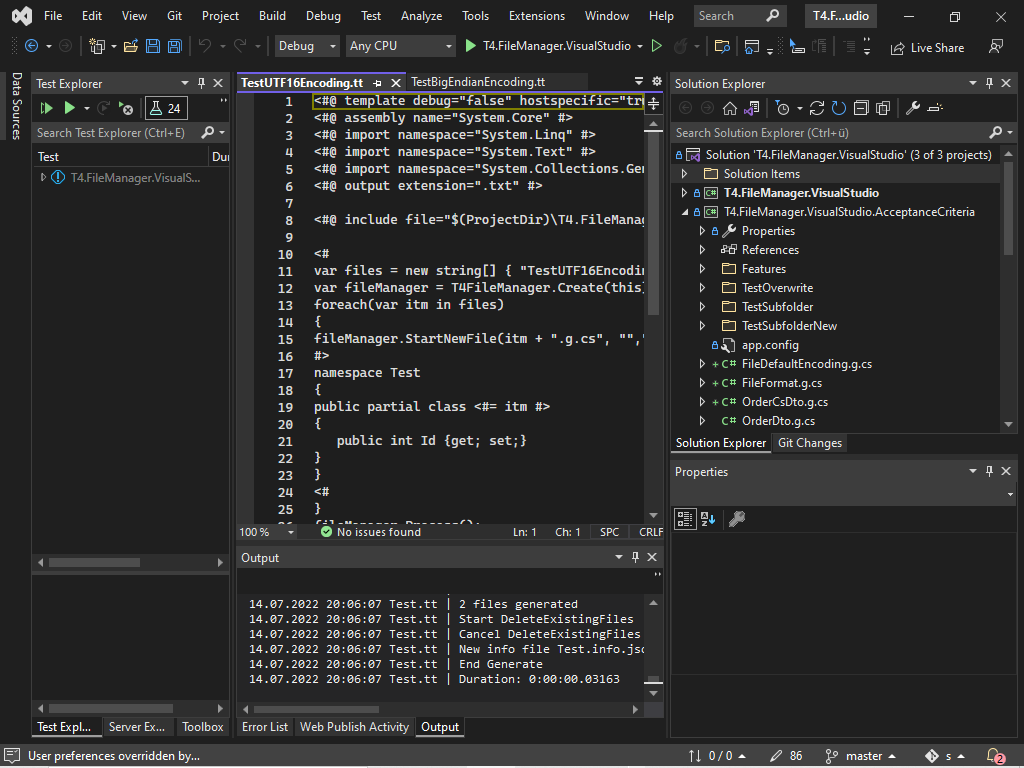 File Edit View Git Project Build Debug Test Analyze Tools Extensions Window Help Search T4.F...udio
Debug Any CPU T4.FileManager.VisualStudio Live Share
Data Sources
Test Explorer
24
Search Test Explorer (Ctrl+E)
Test Dur
T4.FileManager.VisualS...
TestUTF16Encoding.tt TestBigEndianEncoding.tt
1 <#@ template debug="false" hostspecific="tr
2 <#@ assembly name="System.Core" #>
3 <#@ import namespace="System.Linq" #>
4 <#@ import namespace="System.Text" #>
5 <#@ import namespace="System.Collections.Gen
6 <#@ output extension=".txt" #>
7
8 <#@ include file="$(ProjectDir)\T4.FileManag
9
10 <#
11 var files = new string[] { "TestUTF16Encodin
12 var fileManager = T4FileManager.Create(this)
13 foreach(var itm in files)
14 {
15 fileManager.StartNewFile(itm + ".g.cs", "","
16 #>
17 namespace Test
18 {
19 public partial class <#= itm #>
20 {
21 public int Id {get; set;}
22 }
23 }
24 <#
25 }
26 fileManager.Process();
100 % No issues found Ln: 1 Ch: 1 SPC CRLF
Output
14.07.2022 20:06:07 Test.tt | 2 files generated
14.07.2022 20:06:07 Test.tt | Start DeleteExistingFiles
14.07.2022 20:06:07 Test.tt | Cancel DeleteExistingFiles
14.07.2022 20:06:07 Test.tt | New info file Test.info.jso
14.07.2022 20:06:07 Test.tt | End Generate
14.07.2022 20:06:07 Test.tt | Duration: 0:00:00.03163
Solution Explorer
Search Solution Explorer (Ctrl+ü)
Solution 'T4.FileManager.VisualStudio' (3 of 3 projects)
Solution Items
C# T4.FileManager.VisualStudio
C# T4.FileManager.VisualStudio.AcceptanceCriteria
Properties
References
Features
TestOverwrite
TestSubfolder
TestSubfolderNew
app.config
+ C# FileDefaultEncoding.g.cs
+ C# FileFormat.g.cs
+ C# OrderCsDto.g.cs
C# OrderDto.g.cs
Solution Explorer Git Changes
Properties
Test Expl... Server Ex... Toolbox
Error List Web Publish Activity Output
User preferences overridden by... 0 / 0 86 master s 2